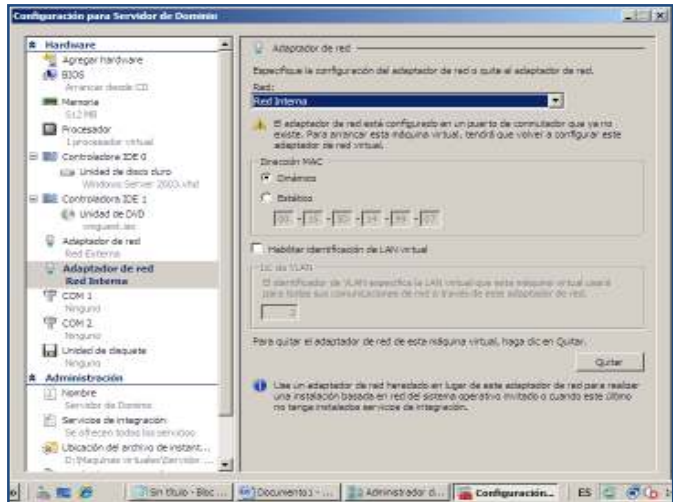 Configuración para Servidor de Dominio
Hardware
Agregar hardware
BIOS
Arrancar desde CD
Memoria
512 MB
Procesador
1 procesador virtual
Controladora IDE 0
Unidad de disco duro
Windows Server 2003.vhd
Controladora IDE 1
Unidad de DVD
vmguest.iso
Adaptador de red
Red Externa
Adaptador de red
Red Interna
COM 1
Ninguno
COM 2
Ninguno
Unidad de disquete
Ninguno
Administración
Nombre
Servidor de Dominio
Servicios de integración
Se ofrecen todos los servicios
Ubicación del archivo de instant...
D:\Maquinas virtuales\Servidor ...
Adaptador de red
Especifique la configuración del adaptador de red o quite el adaptador de red.
Red:
Red Interna
El adaptador de red está configurado en un puerto de conmutador que ya no
existe. Para arrancar esta máquina virtual, tendrá que volver a configurar este
adaptador de red virtual.
Dirección MAC
Dinámica
Estático
Habilitar identificación de LAN virtual
Id. de VLAN
El identificador de VLAN especifica la LAN virtual que esta máquina virtual usará
para todas sus comunicaciones de red a través de este adaptador de red.
2
Para quitar el adaptador de red de esta máquina virtual, haga clic en Quitar.
Quitar
Use un adaptador de red heredado en lugar de este adaptador de red para realizar
una instalación basada en red del sistema operativo invitado o cuando este último
no tenga instalados servicios de integración.
Sin título - Bloc ...
Documento1 - ...
Administrador d...
Configuración...
ES